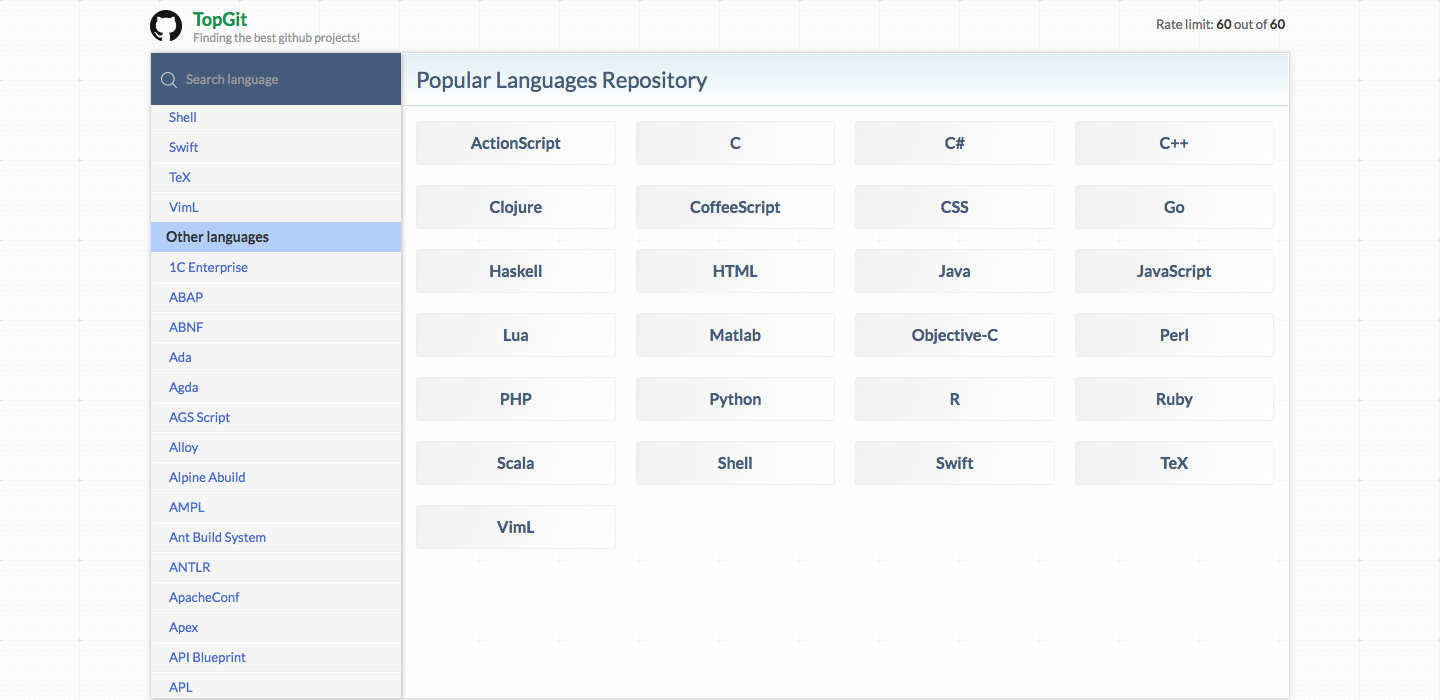 TopGit
Finding the best github projects!
Rate limit: 60 out of 60
Search language
Shell
Swift
TeX
VimL
Other languages
1C Enterprise
ABAP
ABNF
Ada
Agda
AGS Script
Alloy
Alpine Abuild
AMPL
Ant Build System
ANTLR
ApacheConf
Apex
API Blueprint
APL
Popular Languages Repository
ActionScript C C# C++
Clojure CoffeeScript CSS Go
Haskell HTML Java JavaScript
Lua Matlab Objective-C Perl
PHP Python R Ruby
Scala Shell Swift TeX
VimL